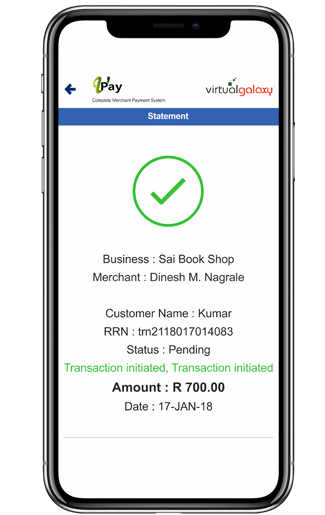 Pay
Complete Merchant Payment System
virtualgalaxy
Statement
Business : Sai Book Shop
Merchant : Dinesh M. Nagrale
Customer Name : Kumar
RRN : trn2118017014083
Status : Pending
Transaction initiated, Transaction initiated
Amount : R 700.00
Date : 17-JAN-18